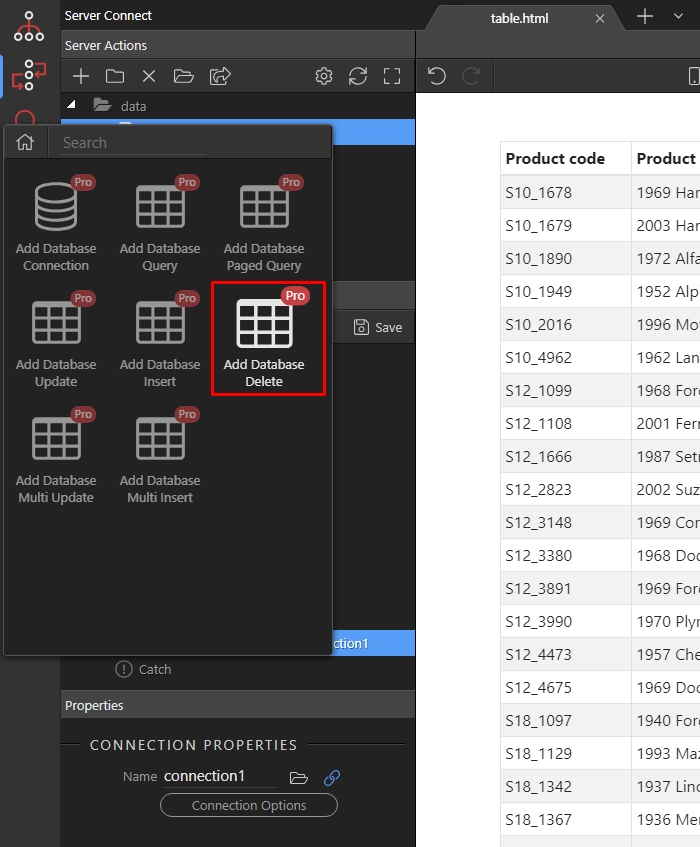 Server Connect
table.html
Server Actions
data
Search
Pro
Pro
Pro
Add Database
Connection
Add Database
Query
Add Database
Paged Query
Pro
Pro
Pro
Add Database
Update
Add Database
Insert
Add Database
Delete
Pro
Pro
Add Database
Multi Update
Add Database
Multi Insert
Save
ction1
Catch
Properties
CONNECTION PROPERTIES
Name connection1
Connection Options
Product code Product
S10_1678 1969 Har
S10_1679 2003 Har
S10_1890 1972 Alfa
S10_1949 1952 Alp
S10_2016 1996 Mo
S10_4962 1962 Lan
S12_1099 1968 Ford
S12_1108 2001 Ferr
S12_1666 1987 Setr
S12_2823 2002 Suz
S12_3148 1969 Cor
S12_3380 1968 Dod
S12_3891 1969 Ford
S12_3990 1970 Plyr
S12_4473 1957 Che
S12_4675 1969 Dod
S18_1097 1940 Ford
S18_1129 1993 Maz
S18_1342 1937 Linc
S18_1367 1936 Mer